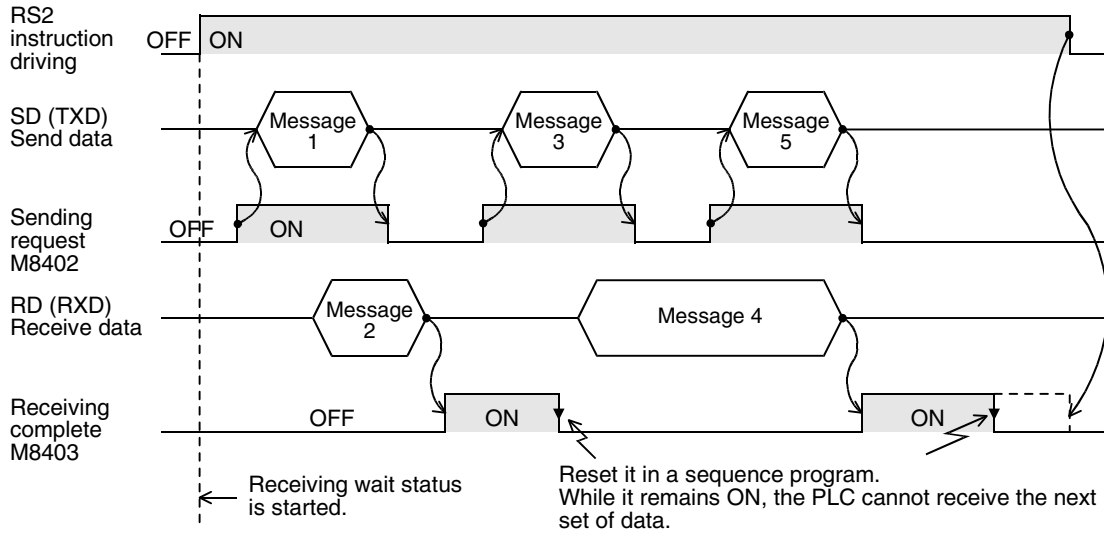 RS2
instruction
driving
OFF
ON
SD (TXD)
Send data
Message
1
Message
3
Message
5
Sending
request
M8402
OFF
ON
RD (RXD)
Receive data
Message
2
Message 4
Receiving
complete
M8403
OFF
ON
ON
Receiving wait status
is started.
Reset it in a sequence program.
While it remains ON, the PLC cannot receive the next
set of data.